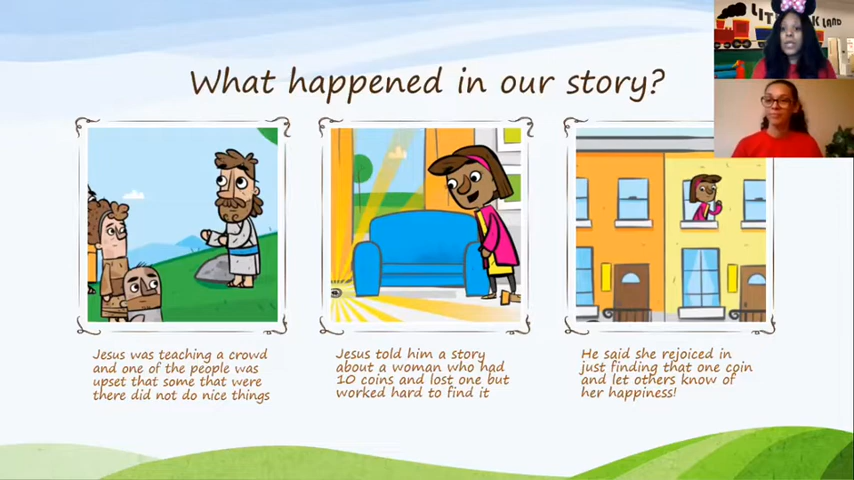 What happened in our story?
Jesus was teaching a crowd
and one of the people was
upset that some that were
there did not do nice things
Jesus told him a story
about a woman who had
10 coins and lost one but
worked hard to find it
He said she rejoiced in
just finding that one coin
and let others know of
her happiness!
LAND